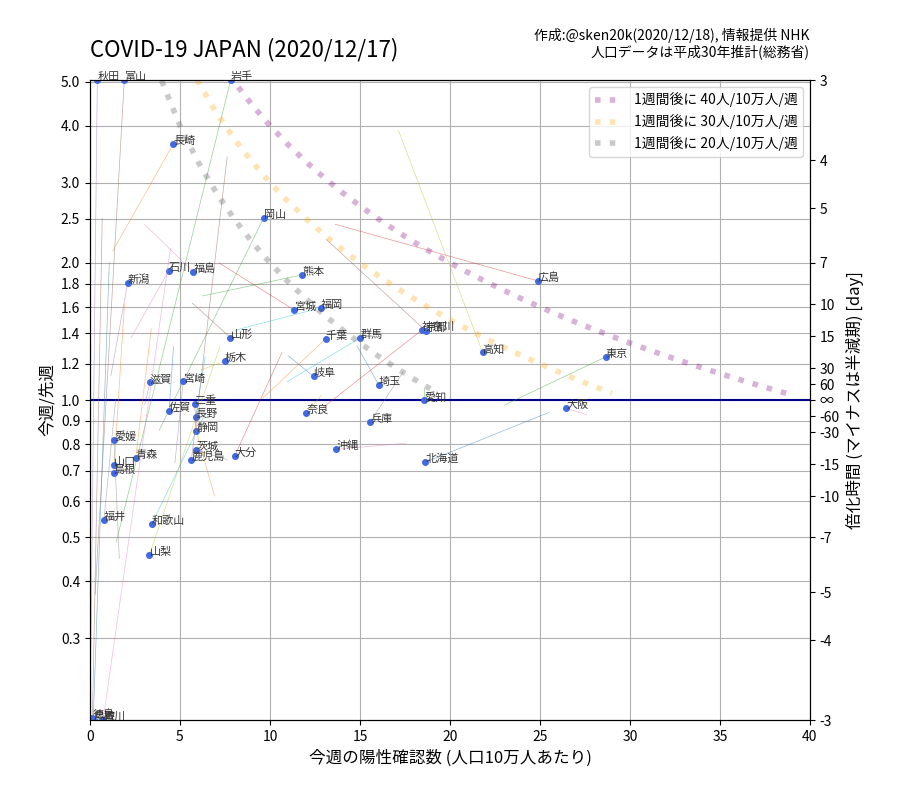 COVID-19 JAPAN (2020/12/17)
作成:@sken20k(2020/12/18), 情報提供 NHK
人口データは平成30年推計(総務省)
1週間後に 40人/10万人/週
1週間後に 30人/10万人/週
1週間後に 20人/10万人/週
今週/先週
5.0
4.0
3.0
2.5
2.0
1.8
1.6
1.4
1.2
1.0
0.9
0.8
0.7
0.6
0.5
0.4
0.3
秋田
富山
岩手
長崎
岡山
石川
福島
新潟
熊本
広島
宮城
福岡
山形
千葉
群馬
高知
東京
栃木
滋賀
宮崎
岐阜
埼玉
愛知
三重
佐賀
長野
奈良
大阪
兵庫
静岡
愛媛
茨城
沖縄
青森
鹿児島
大分
北海道
山口
島根
福井
和歌山
山梨
徳島
3
4
5
7
10
15
30
60
∞
-60
-30
-15
-10
-7
-5
-4
-3
倍化時間 (マイナスは半減期) [day]
0
5
10
15
20
25
30
35
40
今週の陽性確認数 (人口10万人あたり)